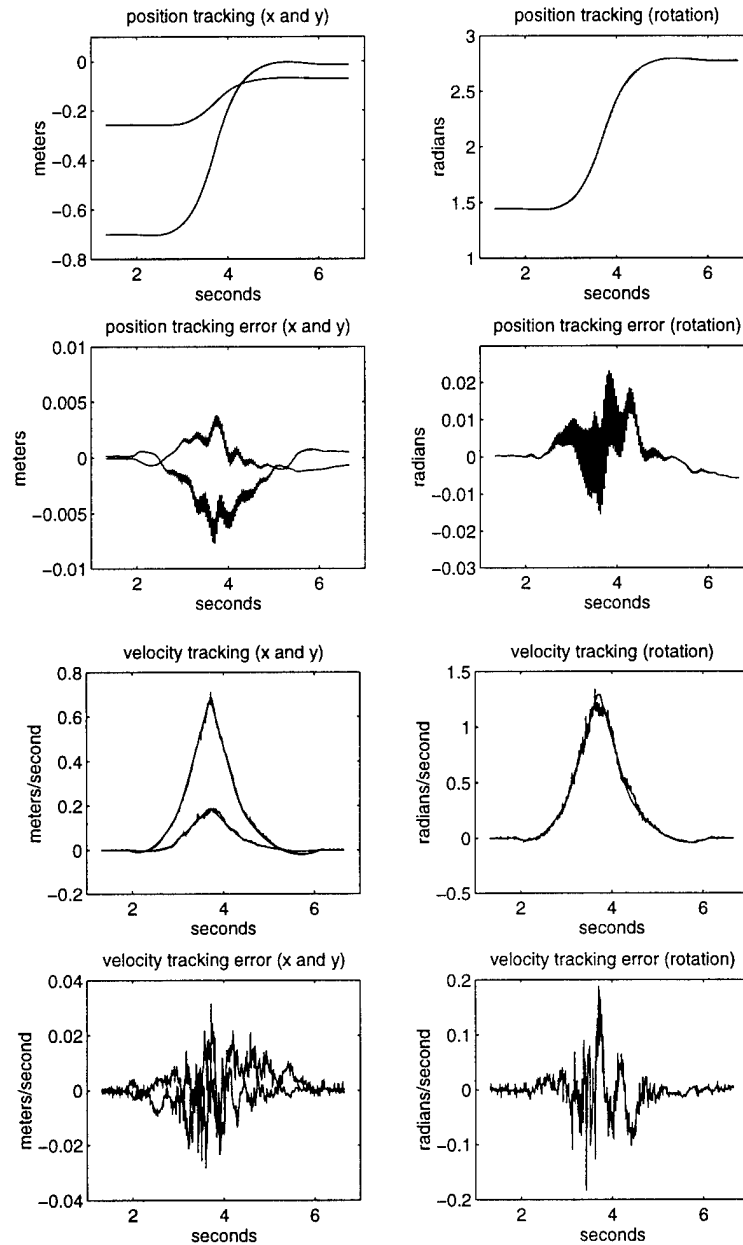 position tracking (x and y)
0
−0.2
−0.4
−0.6
−0.8
meters
2 4 6
seconds
position tracking (rotation)
3
2.5
2
1.5
1
radians
2 4 6
seconds
position tracking error (x and y)
0.01
0.005
0
−0.005
−0.01
meters
2 4 6
seconds
position tracking error (rotation)
0.02
0.01
0
−0.01
−0.02
−0.03
radians
2 4 6
seconds
velocity tracking (x and y)
0.8
0.6
0.4
0.2
0
−0.2
meters/second
2 4 6
seconds
velocity tracking (rotation)
1.5
1
0.5
0
−0.5
radians/second
2 4 6
seconds
velocity tracking error (x and y)
0.04
0.02
0
−0.02
−0.04
meters/second
2 4 6
seconds
velocity tracking error (rotation)
0.2
0.1
0
−0.1
−0.2
radians/second
2 4 6
seconds